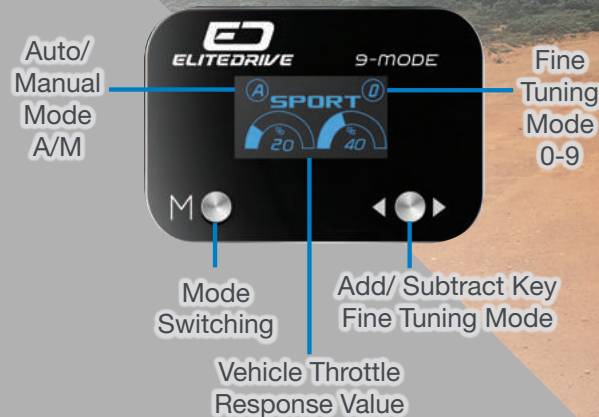 Auto/
Manual
Mode
A/M
ED
ELITEDRIVE
9-MODE
A
SPORT
0
%
20
%
40
M
Fine
Tuning
Mode
0-9
Mode
Switching
Add/ Subtract Key
Fine Tuning Mode
Vehicle Throttle
Response Value